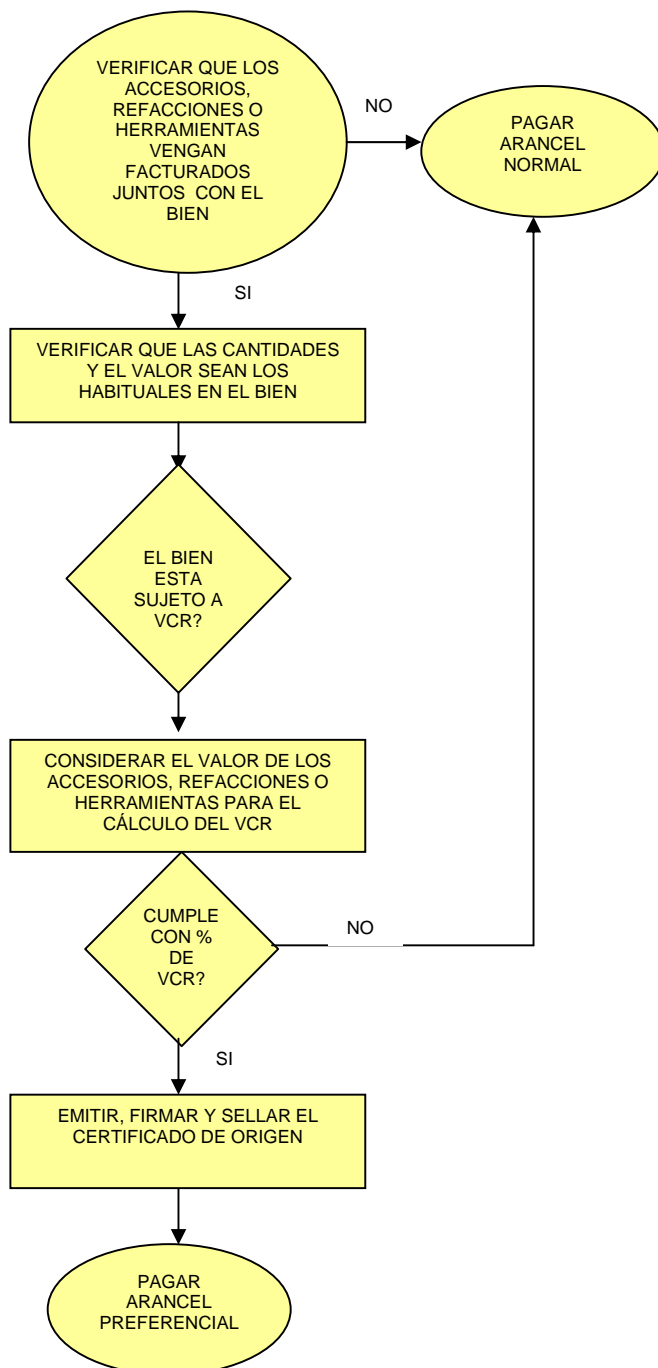 VERIFICAR QUE LOS
ACCESORIOS,
REFACCIONES O
HERRAMIENTAS
VENGAN
FACTURADOS
JUNTOS CON EL
BIEN
NO
PAGAR
ARANCEL
NORMAL
SI
VERIFICAR QUE LAS CANTIDADES
Y EL VALOR SEAN LOS
HABITUALES EN EL BIEN
EL BIEN
ESTA
SUJETO A
VCR?
CONSIDERAR EL VALOR DE LOS
ACCESORIOS, REFACCIONES O
HERRAMIENTAS PARA EL
CÁLCULO DEL VCR
CUMPLE
CON %
DE
VCR?
NO
SI
EMITIR, FIRMAR Y SELLAR EL
CERTIFICADO DE ORIGEN
PAGAR
ARANCEL
PREFERENCIAL